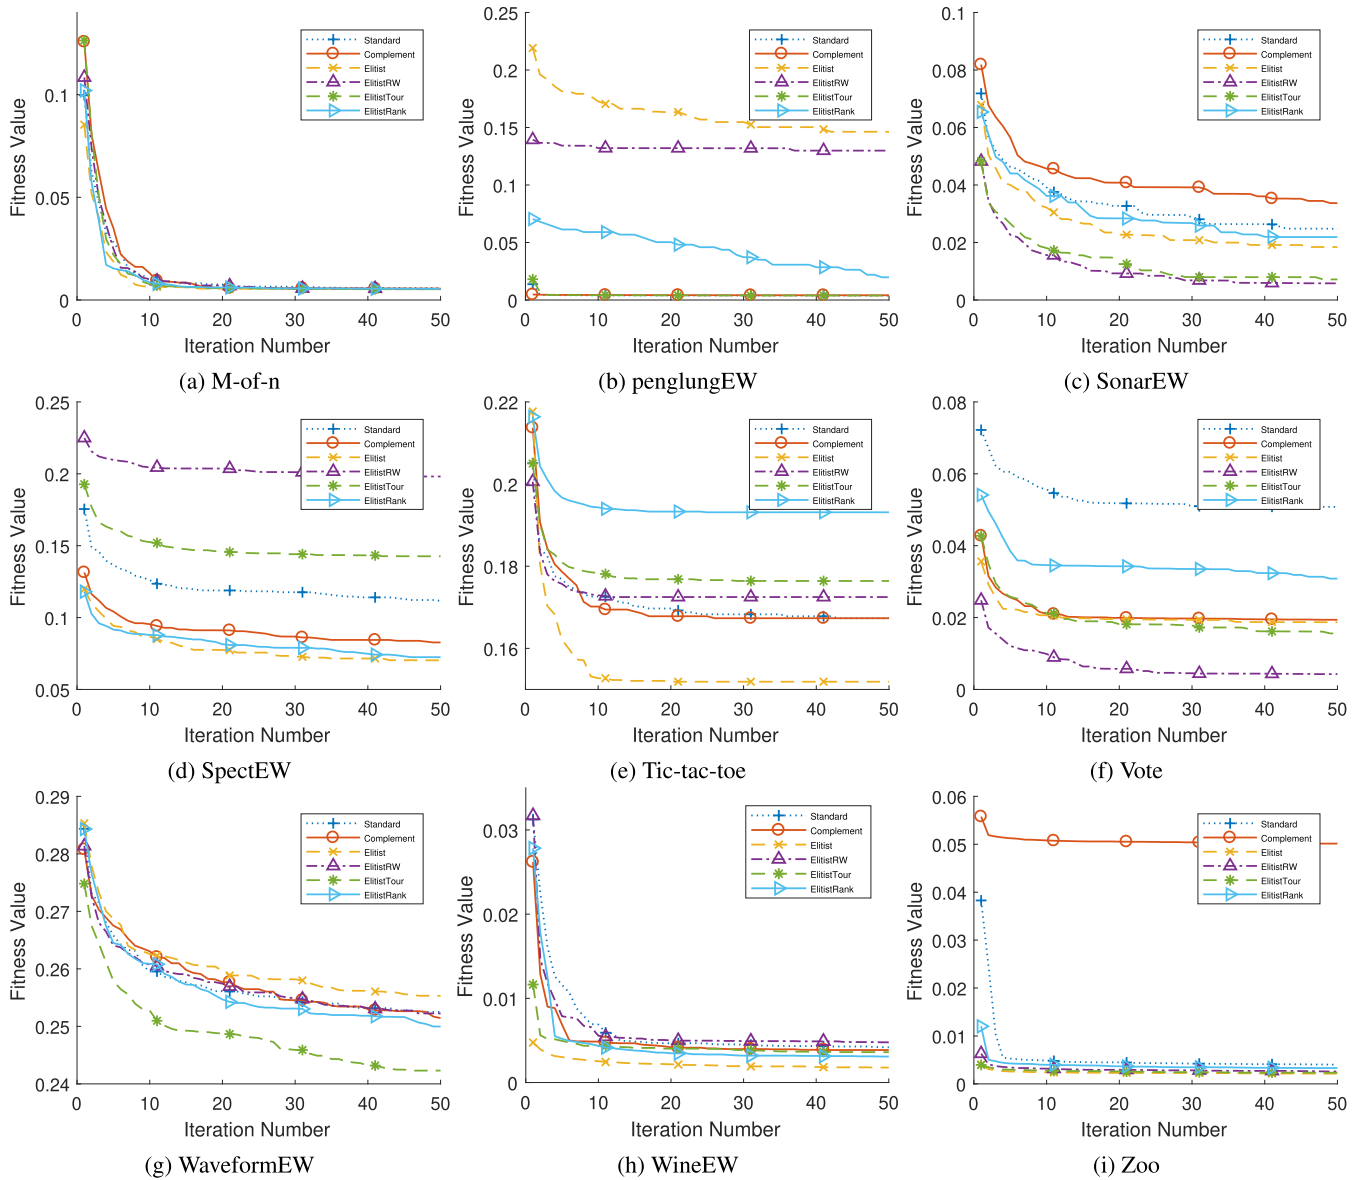 0.1
0.05
0
0 10 20 30 40 50
Fitness Value
Iteration Number
Standard
Complement
Elitist
ElitistRW
ElitistTour
ElitistRank
(a) M-of-n
0.25
0.2
0.15
0.1
0.05
0
0 10 20 30 40 50
Fitness Value
Iteration Number
Standard
Complement
Elitist
ElitistRW
ElitistTour
ElitistRank
(b) penglungEW
0.1
0.08
0.06
0.04
0.02
0
0 10 20 30 40 50
Fitness Value
Iteration Number
Standard
Complement
Elitist
ElitistRW
ElitistTour
ElitistRank
(c) SonarEW
0.25
0.2
0.15
0.1
0.05
0 10 20 30 40 50
Fitness Value
Iteration Number
Standard
Complement
Elitist
ElitistRW
ElitistTour
ElitistRank
(d) SpectEW
0.22
0.2
0.18
0.16
0 10 20 30 40 50
Fitness Value
Iteration Number
Standard
Complement
Elitist
ElitistRW
ElitistTour
ElitistRank
(e) Tic-tac-toe
0.08
0.06
0.04
0.02
0
0 10 20 30 40 50
Fitness Value
Iteration Number
Standard
Complement
Elitist
ElitistRW
ElitistTour
ElitistRank
(f) Vote
0.29
0.28
0.27
0.26
0.25
0.24
0 10 20 30 40 50
Fitness Value
Iteration Number
Standard
Complement
Elitist
ElitistRW
ElitistTour
ElitistRank
(g) WaveformEW
0.03
0.02
0.01
0
0 10 20 30 40 50
Fitness Value
Iteration Number
Standard
Complement
Elitist
ElitistRW
ElitistTour
ElitistRank
(h) WineEW
0.06
0.05
0.04
0.03
0.02
0.01
0
0 10 20 30 40 50
Fitness Value
Iteration Number
Standard
Complement
Elitist
ElitistRW
ElitistTour
ElitistRank
(i) Zoo